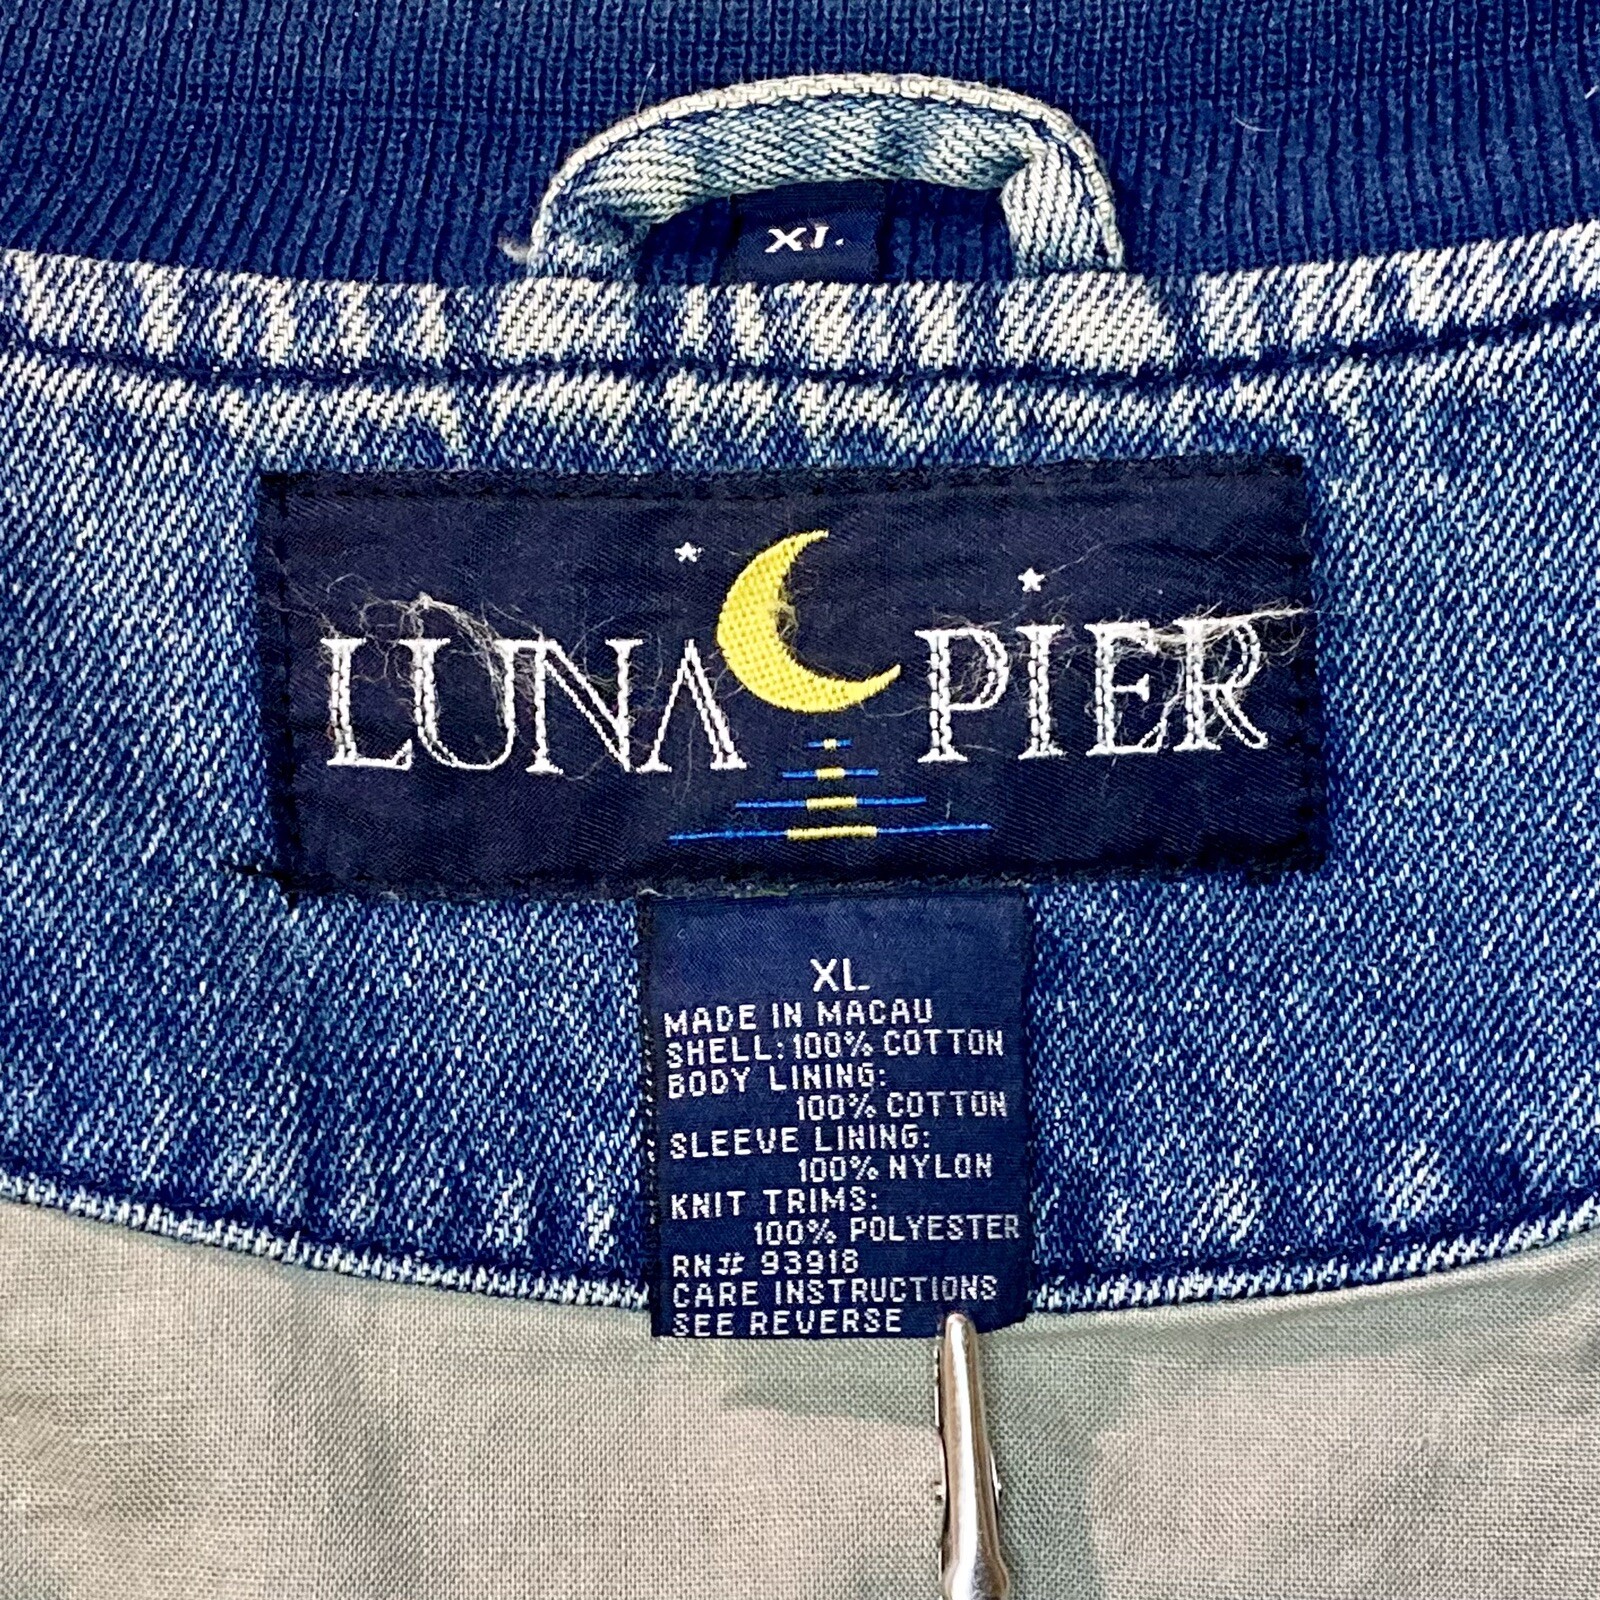 XL
LUNA PIER
XL
MADE IN MACAU
SHELL: 100% COTTON
BODY LINING:
100% COTTON
SLEEVE LINING:
100% NYLON
KNIT TRIMS:
100% POLYESTER
RN# 93918
CARE INSTRUCTIONS
SEE REVERSE